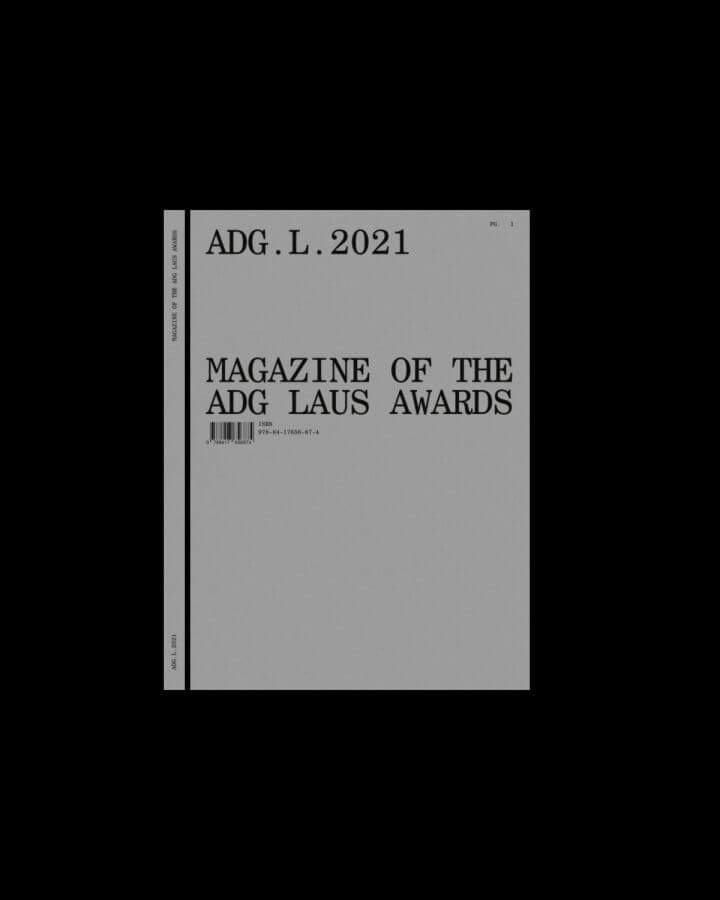 MAGAZINE OF THE ADG LAUS AWARDS
ADG.L.2021
PG. 1
ADG.L.2021
MAGAZINE OF THE
ADG LAUS AWARDS
ISBN
978-84-17656-87-4